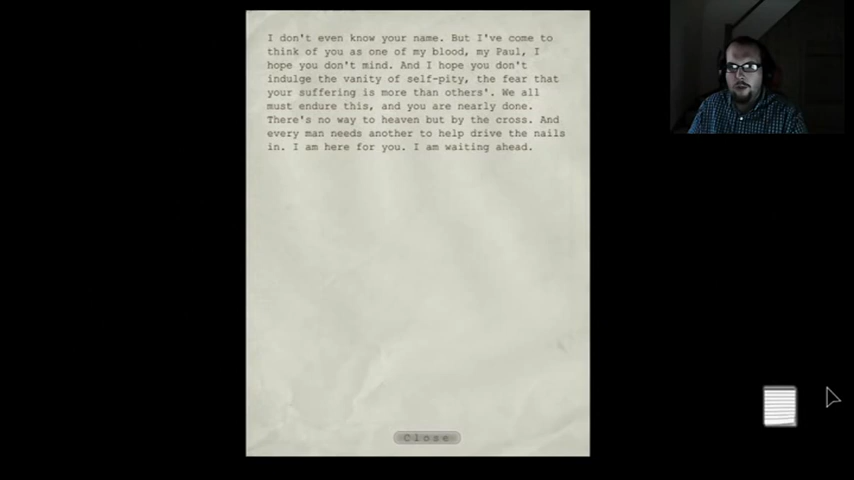 I don't even know your name. But I've come to
think of you as one of my blood, my Paul, I
hope you don't mind. And I hope you don't
indulge the vanity of self-pity, the fear that
your suffering is more than others'. We all
must endure this, and you are nearly done.
There's no way to heaven but by the cross. And
every man needs another to help drive the nails
in. I am here for you. I am waiting ahead.
Close